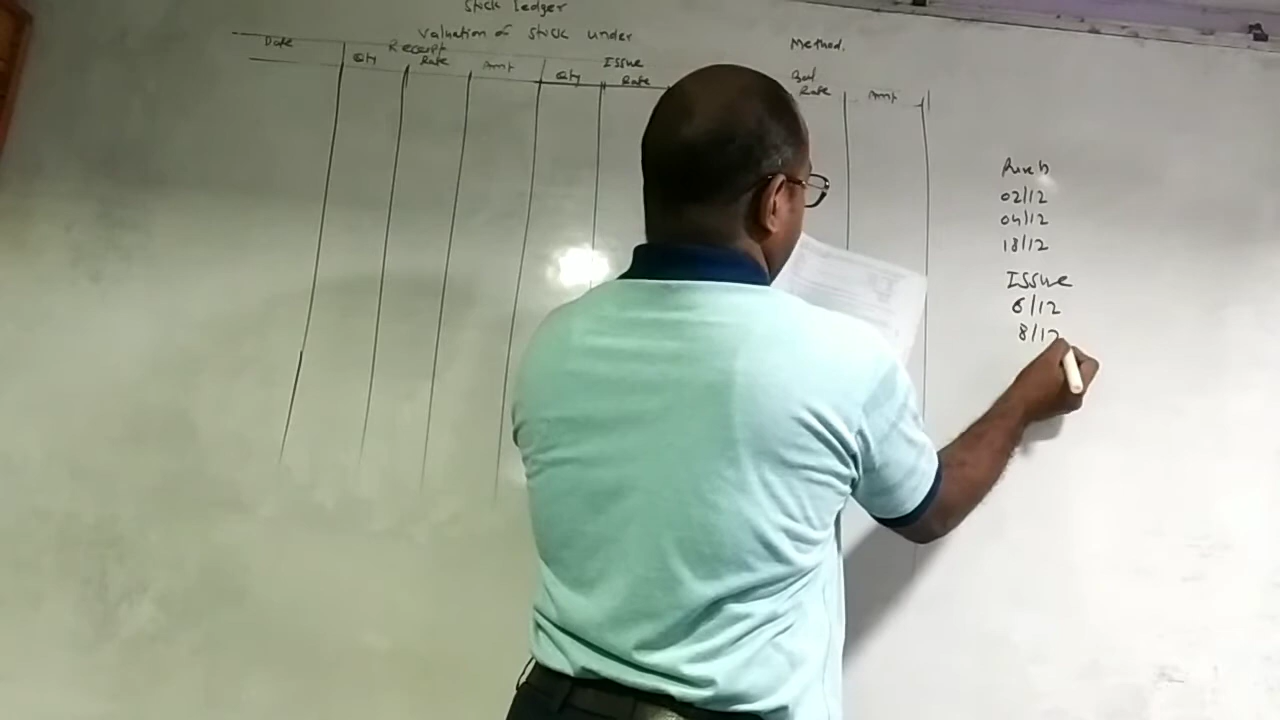 Stock Ledger
Valuation of Stock under Method.
Date Receipt Issue Bal
Qty Rate Amt Qty Rate Rate Amt
02/12
04/12
18/12
Issue
6/12
8/12